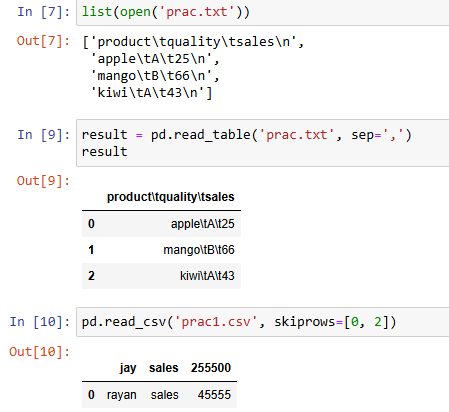 In [7]: list(open('prac.txt'))
Out[7]: ['product\tquality\tsales\n',
'apple\tA\t25\n',
'mango\tB\t66\n',
'kiwi\tA\t43\n']
In [9]: result = pd.read_table('prac.txt', sep=',')
result
Out[9]:
product\tquality\tsales
0 apple\tA\t25
1 mango\tB\t66
2 kiwi\tA\t43
In [10]: pd.read_csv('prac1.csv', skiprows=[0, 2])
Out[10]:
jay sales 255500
0 rayan sales 45555